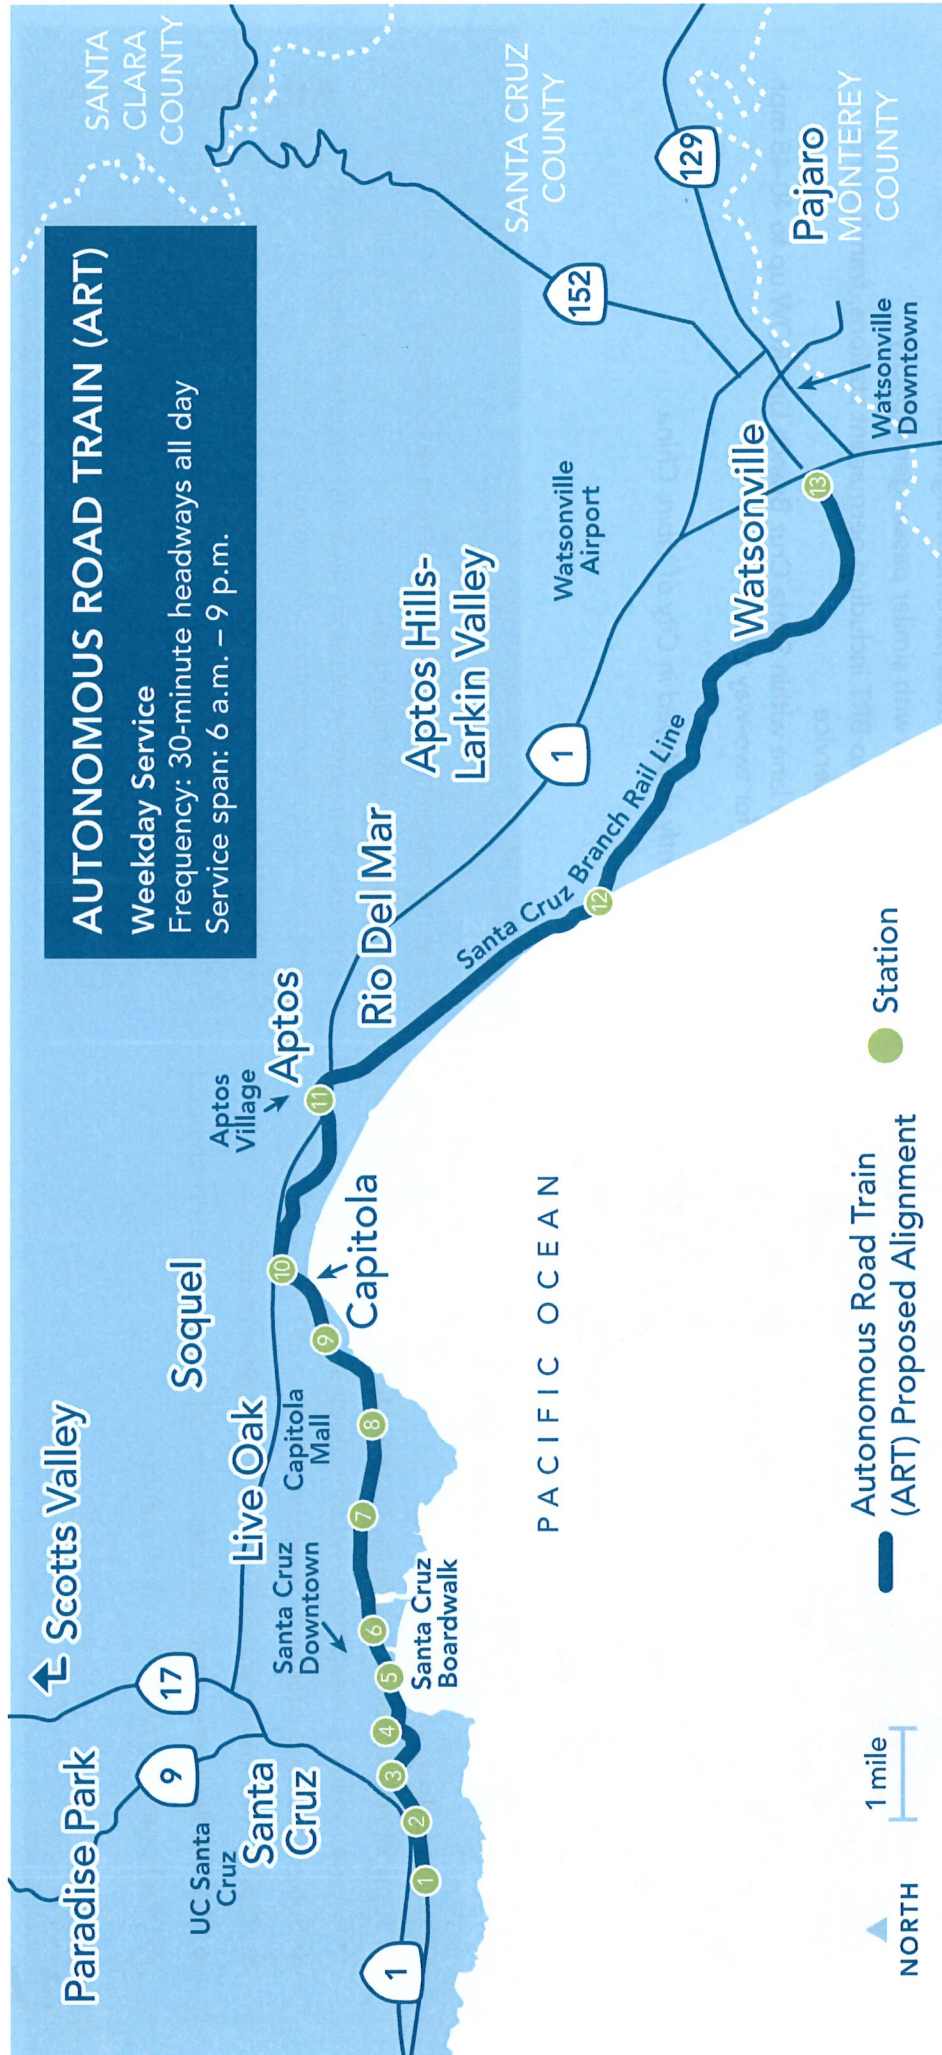 AUTONOMOUS ROAD TRAIN (ART)
Weekday Service
Frequency: 30-minute headways all day
Service span: 6 a.m. – 9 p.m.
SANTA
CLARA
COUNTY
SANTA CRUZ
COUNTY
MONTEREY
COUNTY
Scotts Valley
Paradise Park
17
9
UC Santa
Cruz
Santa
Cruz
1
Live Oak
Santa Cruz
Downtown
Santa Cruz
Boardwalk
Soquel
Capitola
Mall
Capitola
Aptos
Village
Aptos
Rio Del Mar
Aptos Hills-
Larkin Valley
1
Santa Cruz Branch Rail Line
Watsonville
Airport
Watsonville
152
129
Pajaro
Watsonville
Downtown
1
2
3
4
5
6
7
8
9
10
11
12
13
PACIFIC OCEAN
NORTH
1 mile
Autonomous Road Train
(ART) Proposed Alignment
Station